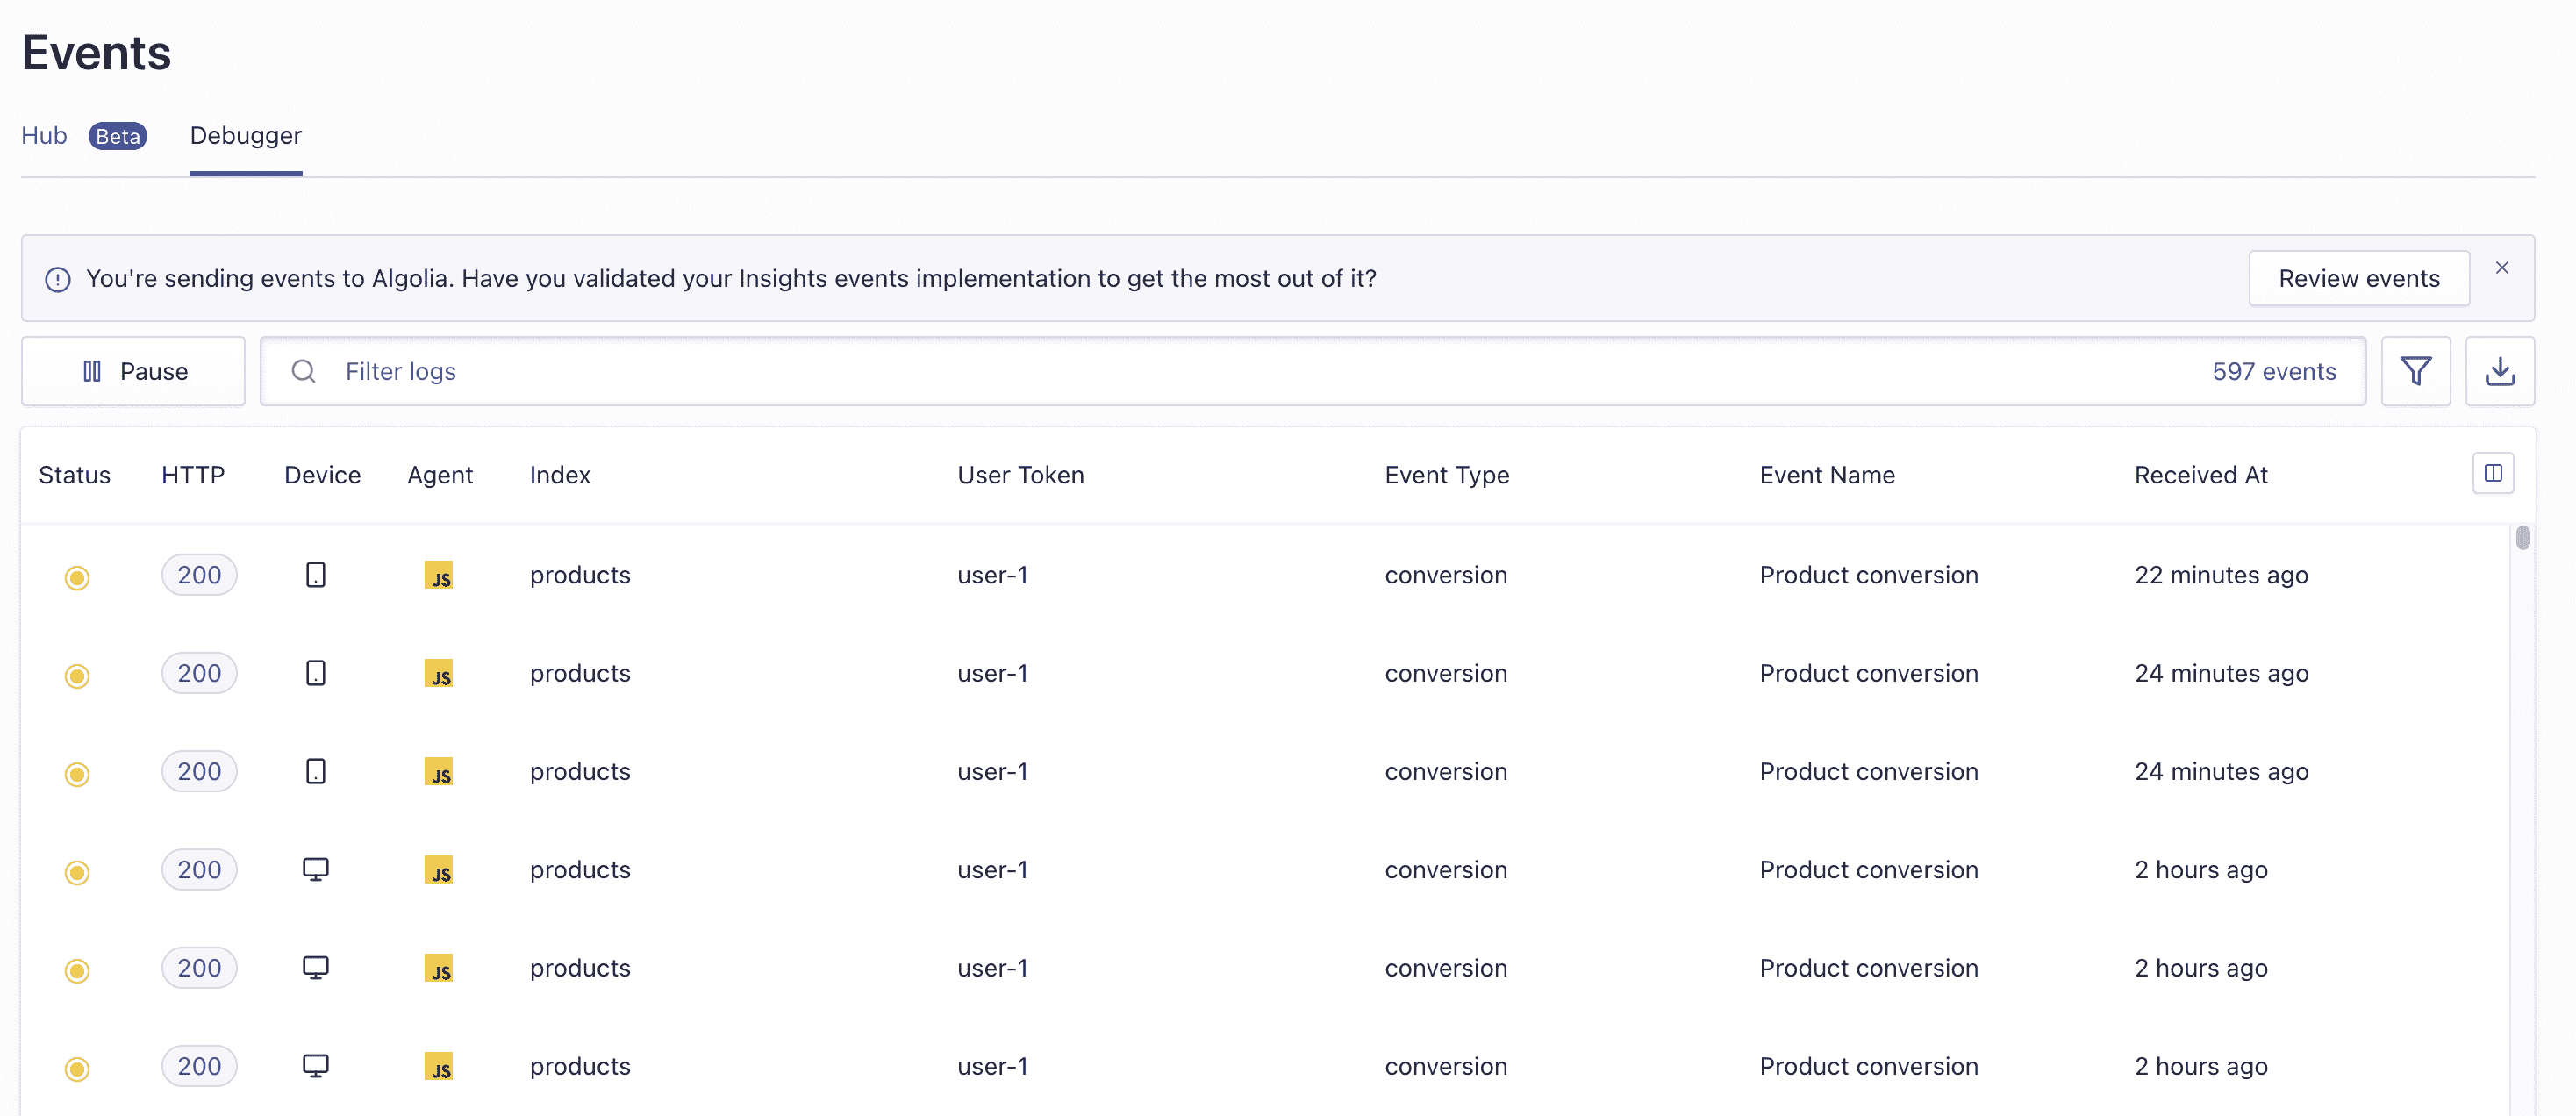 Events
Hub Beta Debugger
You're sending events to Algolia. Have you validated your Insights events implementation to get the most out of it? Review events
Pause Filter logs 597 events
Status HTTP Device Agent Index User Token Event Type Event Name Received At
200 JS products user-1 conversion Product conversion 22 minutes ago
200 JS products user-1 conversion Product conversion 24 minutes ago
200 JS products user-1 conversion Product conversion 24 minutes ago
200 JS products user-1 conversion Product conversion 2 hours ago
200 JS products user-1 conversion Product conversion 2 hours ago
200 JS products user-1 conversion Product conversion 2 hours ago